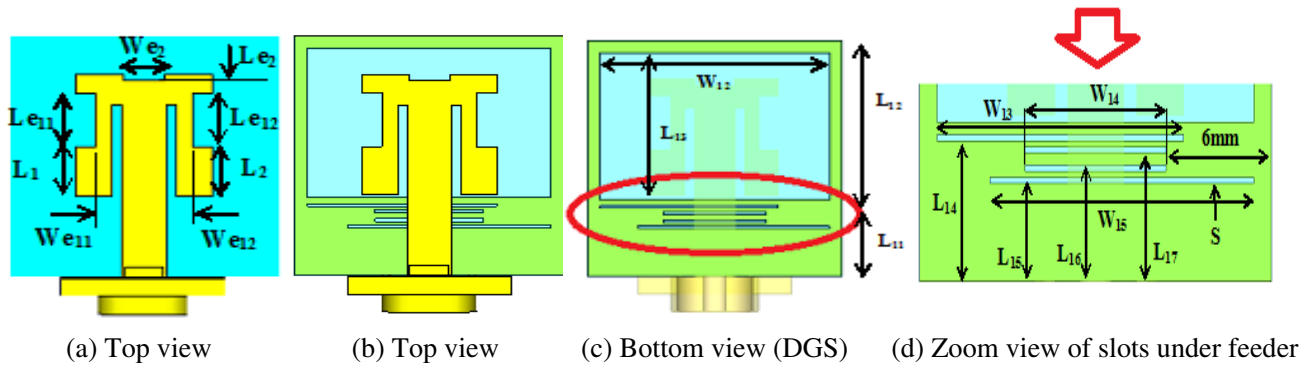 We₂
Le₂
Le₁₁
Le₁₂
L₁
L₂
We₁₁
We₁₂
W₁₂
L₁₂
L₁₃
L₁₁
W₁₄
W₁₃
6mm
L₁₄
W₁₅
S
L₁₅
L₁₆
L₁₇
(a) Top view
(b) Top view
(c) Bottom view (DGS)
(d) Zoom view of slots under feeder